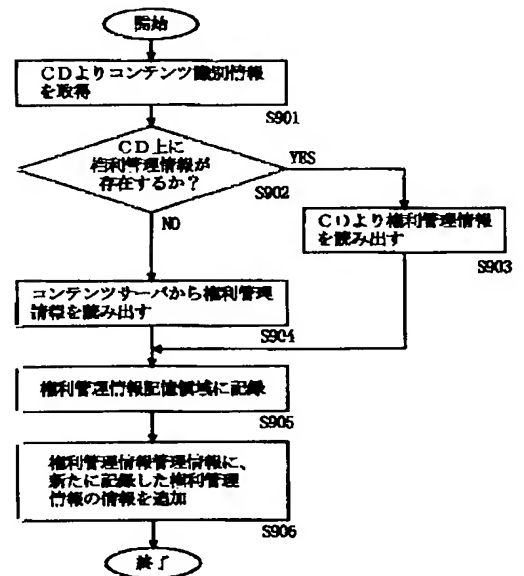 開始
CDよりコンテンツ識別情報
を取得
S901
CD上に
権利管理情報が
存在するか？
YES
S902
NO
CDより権利管理情報
を読み出す
S903
コンテンツサーバから権利管理
情報を読み出す
S904
権利管理情報記憶領域に記録
S905
権利管理情報管理情報に、
新たに記録した権利管理
情報の情報を追加
S906
終了